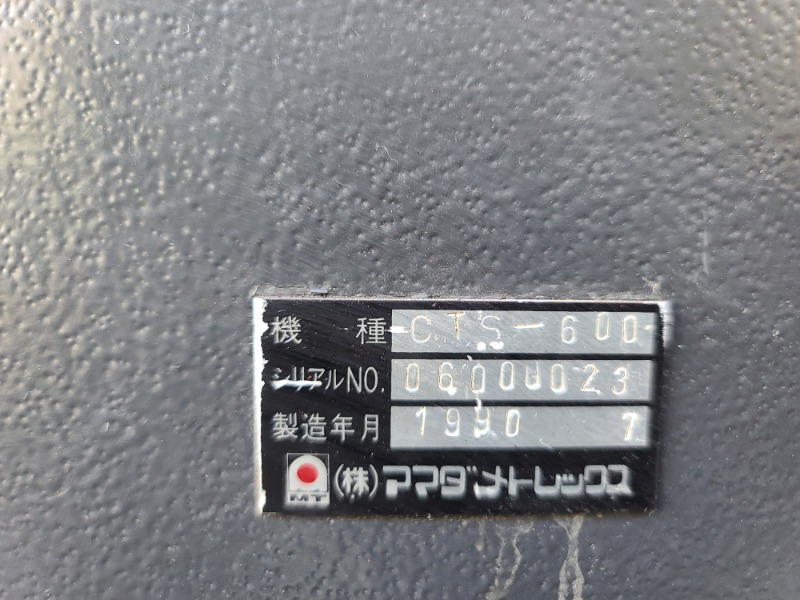 機 種 CTS-600
シリアルNO. 06000023
製造年月 1990 7
MT (株)アマダメトレックス